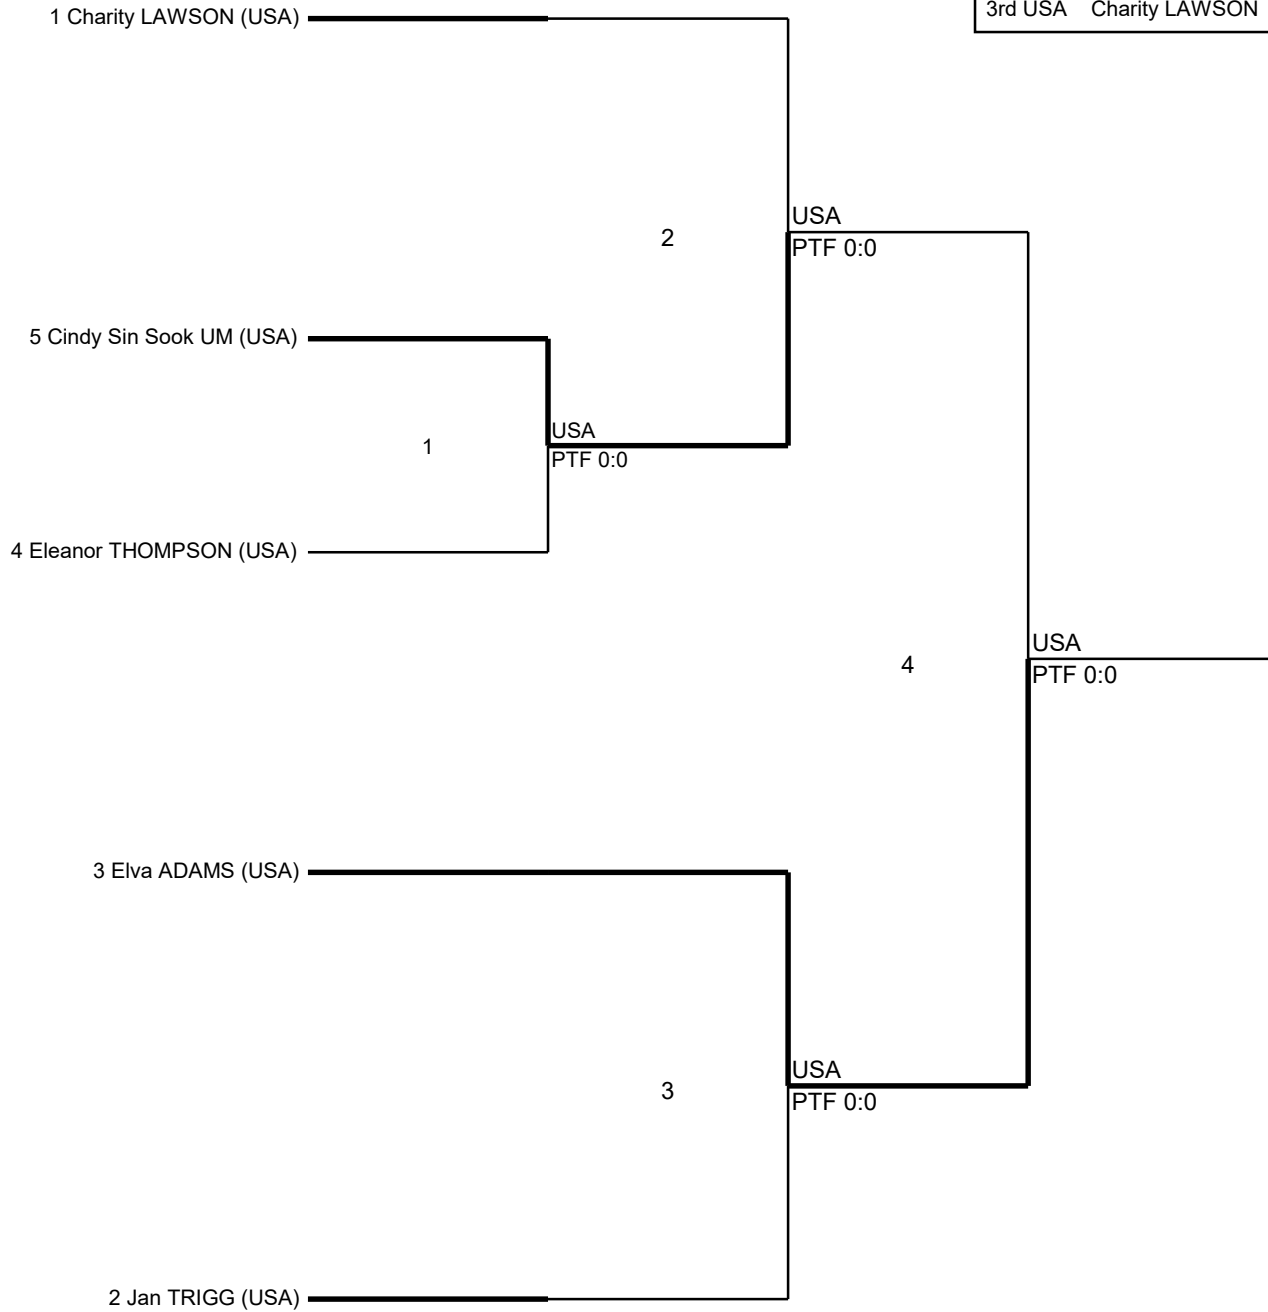 1 Charity LAWSON (USA)
3rd USA Charity LAWSON
USA
2
PTF 0:0
5 Cindy Sin Sook UM (USA)
USA
1
PTF 0:0
4 Eleanor THOMPSON (USA)
USA
4
PTF 0:0
3 Elva ADAMS (USA)
USA
3
PTF 0:0
2 Jan TRIGG (USA)